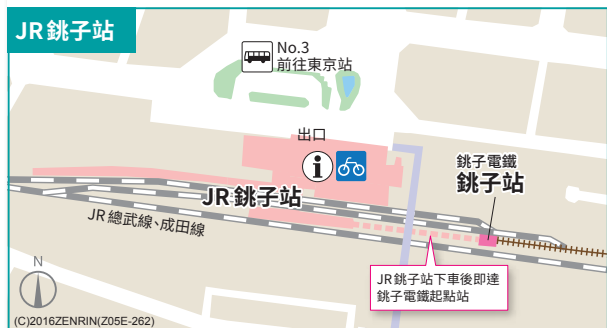 JR銚子站
No.3
前往東京站
出口
銚子電鐵
銚子站
JR銚子站
JR總武線、成田線
JR銚子站下車後即達
銚子電鐵起點站
N
(C)2016ZENRIN(Z05E-262)